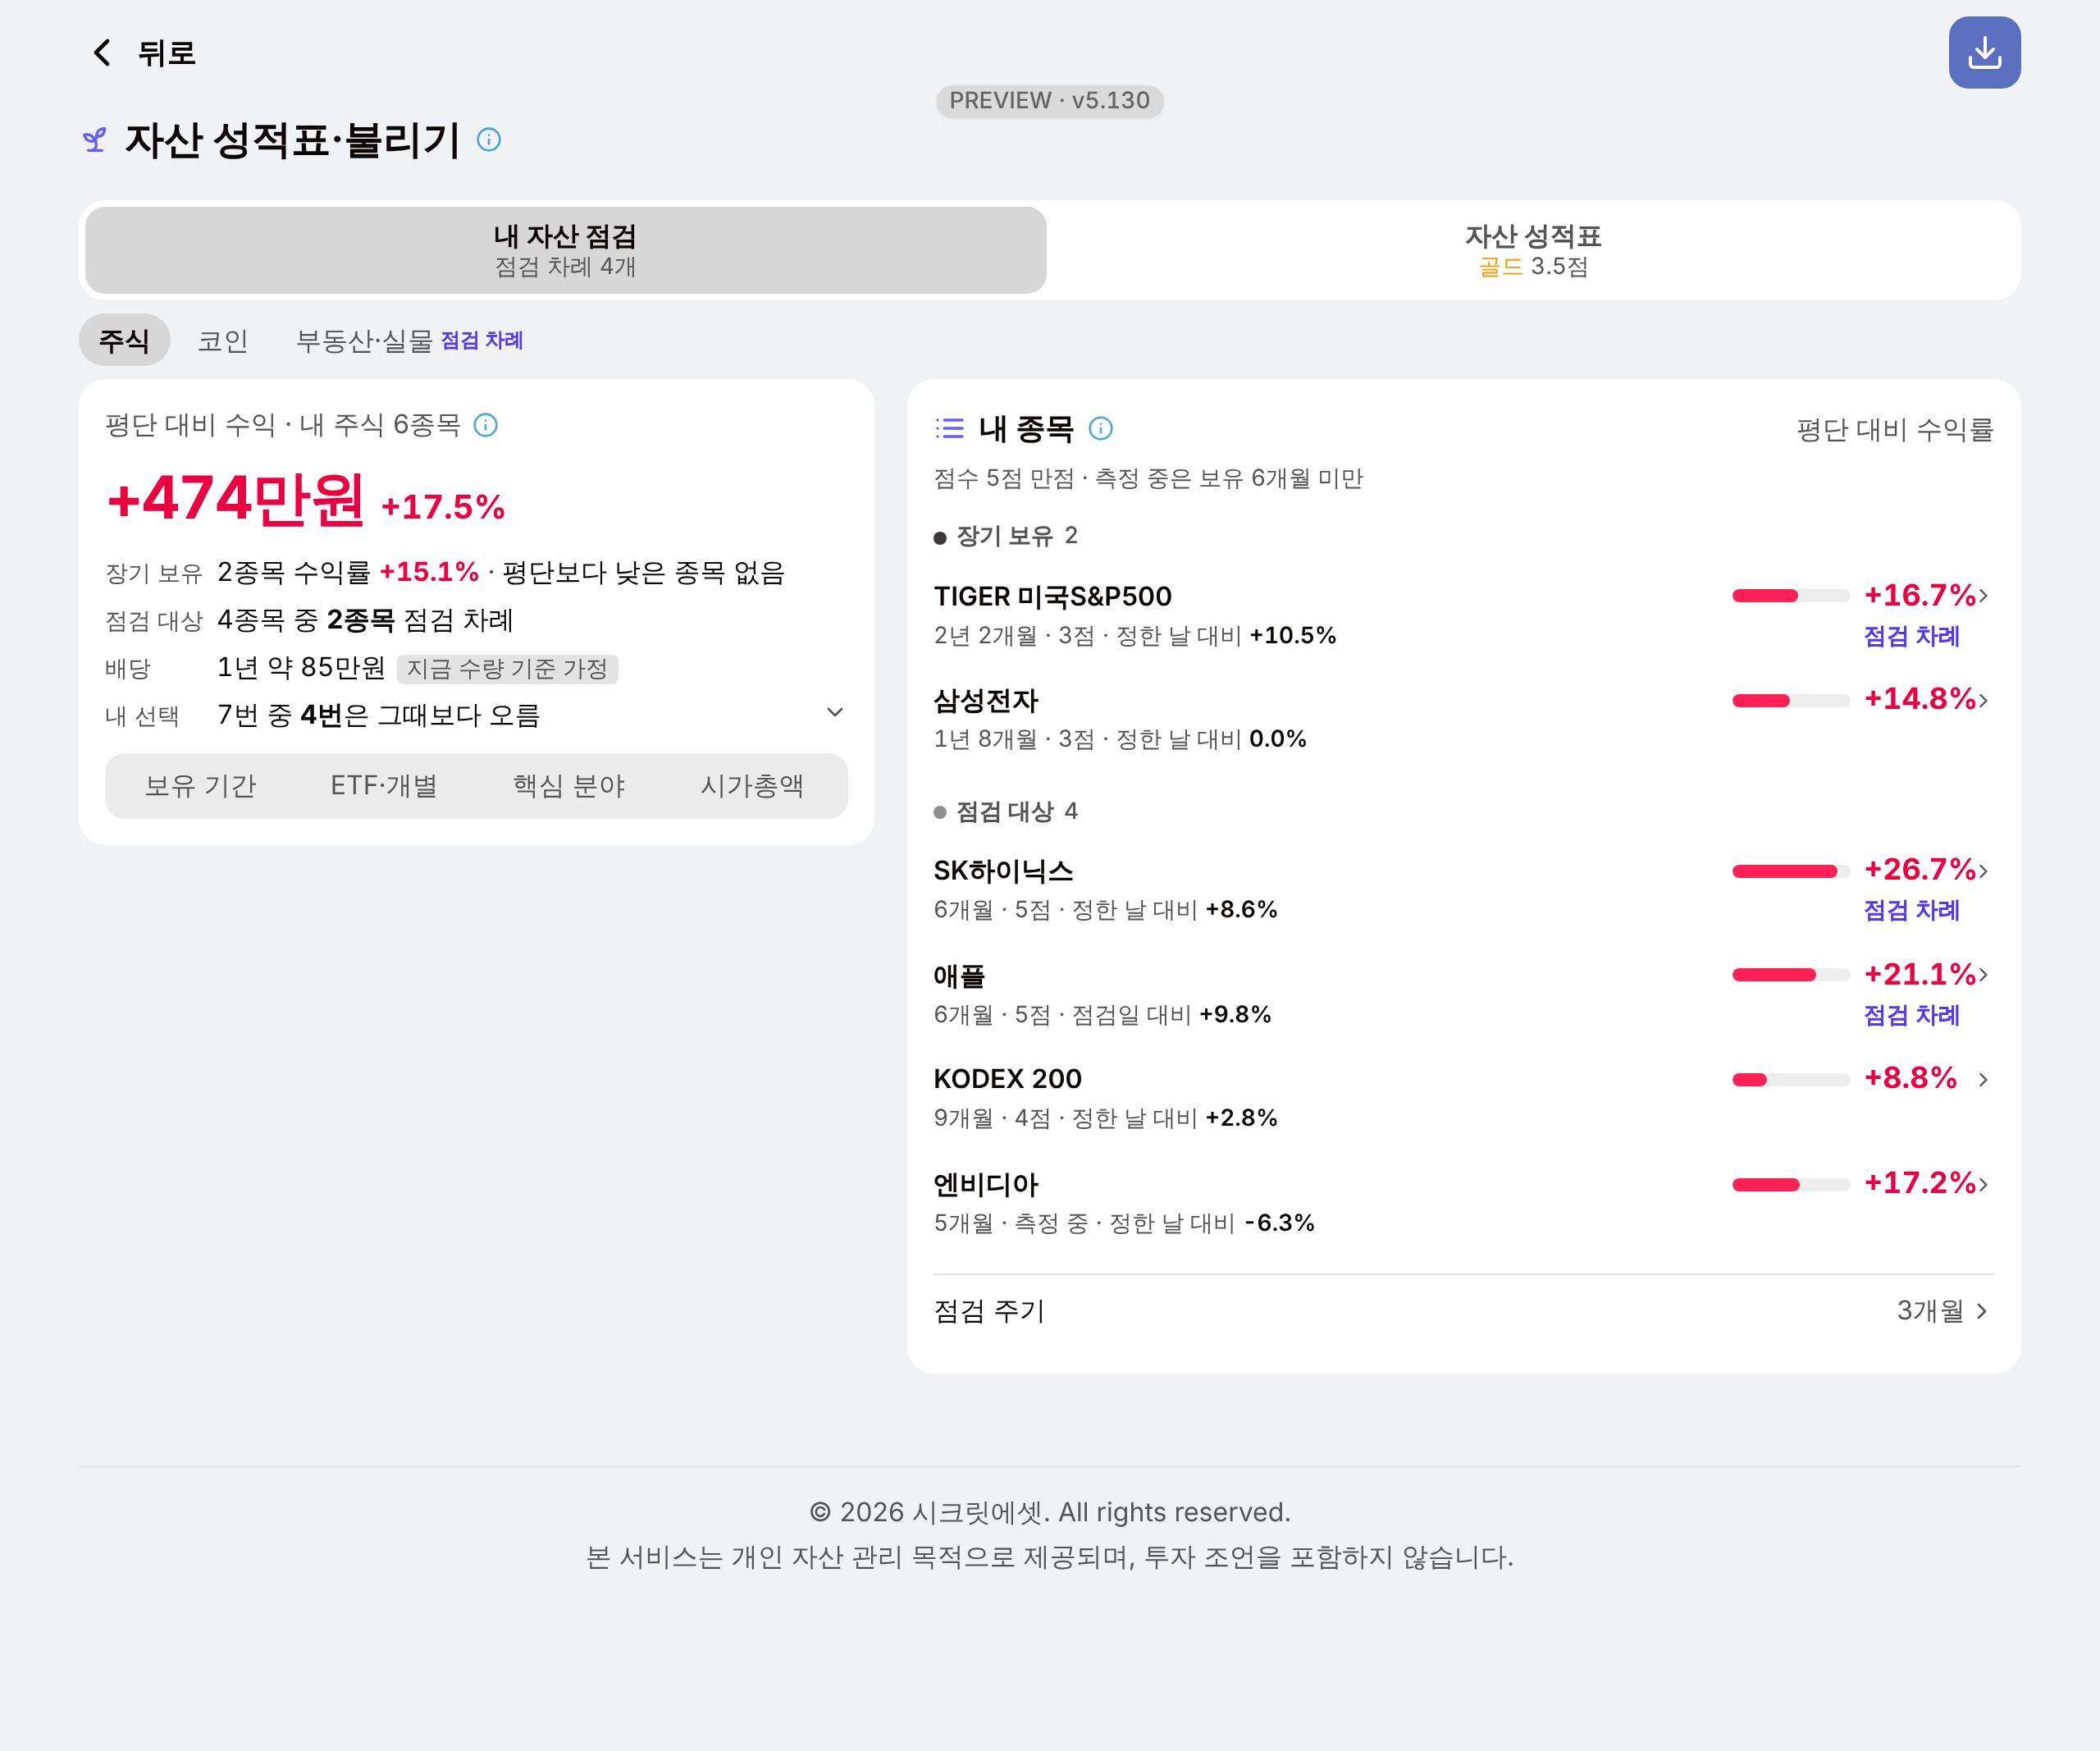 뒤로
PREVIEW · v5.130
자산 성적표·불리기
내 자산 점검
점검 차례 4개
자산 성적표
골드 3.5점
주식
코인
부동산·실물 점검 차례
평단 대비 수익 · 내 주식 6종목
+474만원 +17.5%
장기 보유 2종목 수익률 +15.1% · 평단보다 낮은 종목 없음
점검 대상 4종목 중 2종목 점검 차례
배당 1년 약 85만원 지금 수량 기준 가정
내 선택 7번 중 4번은 그때보다 오름
보유 기간 ETF·개별 핵심 분야 시가총액
내 종목
평단 대비 수익률
점수 5점 만점 · 측정 중은 보유 6개월 미만
장기 보유 2
TIGER 미국S&P500
+16.7%
2년 2개월 · 3점 · 정한 날 대비 +10.5%
점검 차례
삼성전자
+14.8%
1년 8개월 · 3점 · 정한 날 대비 0.0%
점검 대상 4
SK하이닉스
+26.7%
6개월 · 5점 · 정한 날 대비 +8.6%
점검 차례
애플
+21.1%
6개월 · 5점 · 점검일 대비 +9.8%
점검 차례
KODEX 200
+8.8%
9개월 · 4점 · 정한 날 대비 +2.8%
엔비디아
+17.2%
5개월 · 측정 중 · 정한 날 대비 -6.3%
점검 주기
3개월
© 2026 시크릿에셋. All rights reserved.
본 서비스는 개인 자산 관리 목적으로 제공되며, 투자 조언을 포함하지 않습니다.